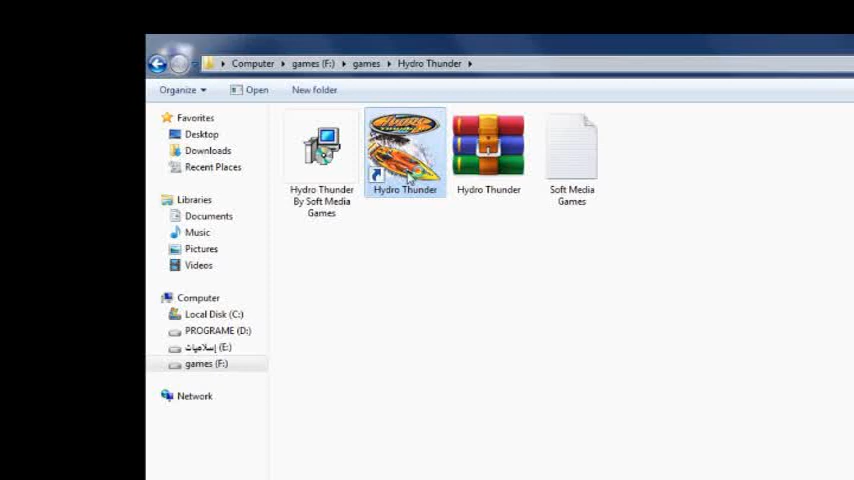 Computer games (F:) games Hydro Thunder
Organize Open New folder
Favorites
Desktop
Downloads
Recent Places
Libraries
Documents
Music
Pictures
Videos
Computer
Local Disk (C:)
PROGRAME (D:)
إسلاميات (E:)
games (F:)
Network
Hydro Thunder
By Soft Media
Games
HYDRO
Hydro Thunder
Hydro Thunder
Soft Media
Games